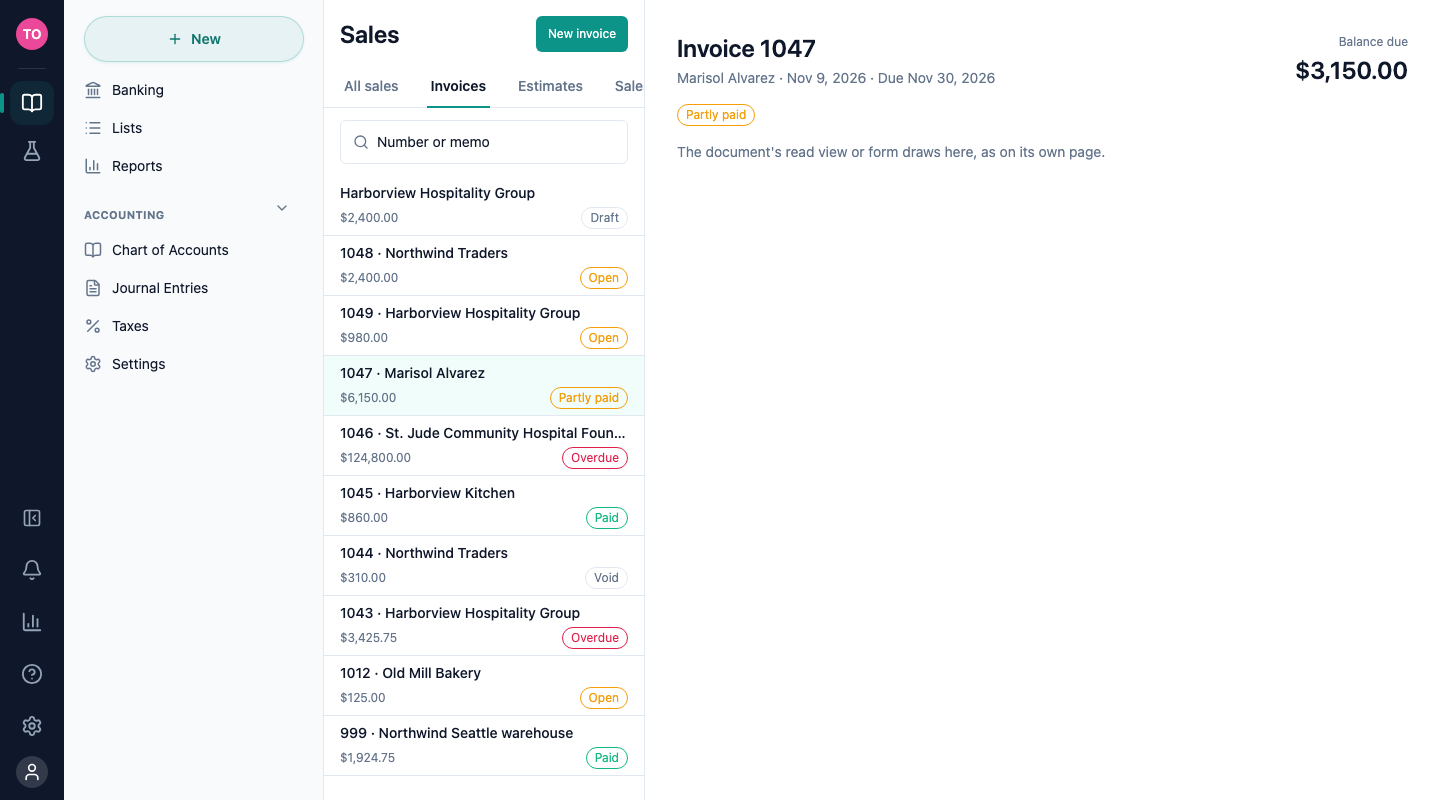 TO
New
Banking
Lists
Reports
ACCOUNTING
Chart of Accounts
Journal Entries
Taxes
Settings
Sales
New invoice
All sales
Invoices
Estimates
Sale
Number or memo
Harborview Hospitality Group
$2,400.00
Draft
1048 · Northwind Traders
$2,400.00
Open
1049 · Harborview Hospitality Group
$980.00
Open
1047 · Marisol Alvarez
$6,150.00
Partly paid
1046 · St. Jude Community Hospital Foun...
$124,800.00
Overdue
1045 · Harborview Kitchen
$860.00
Paid
1044 · Northwind Traders
$310.00
Void
1043 · Harborview Hospitality Group
$3,425.75
Overdue
1012 · Old Mill Bakery
$125.00
Open
999 · Northwind Seattle warehouse
$1,924.75
Paid
Invoice 1047
Marisol Alvarez · Nov 9, 2026 · Due Nov 30, 2026
Balance due
$3,150.00
Partly paid
The document's read view or form draws here, as on its own page.